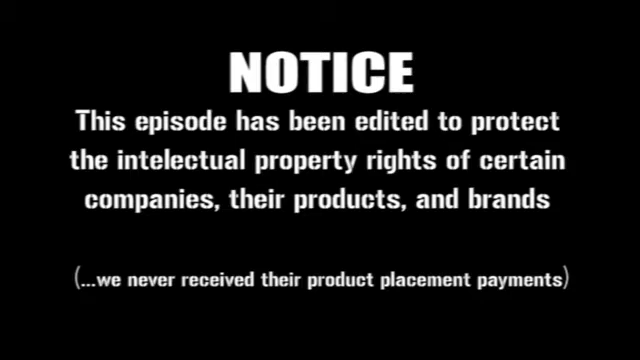 NOTICE
This episode has been edited to protect
the intelectual property rights of certain
companies, their products, and brands
(...we never received their product placement payments)